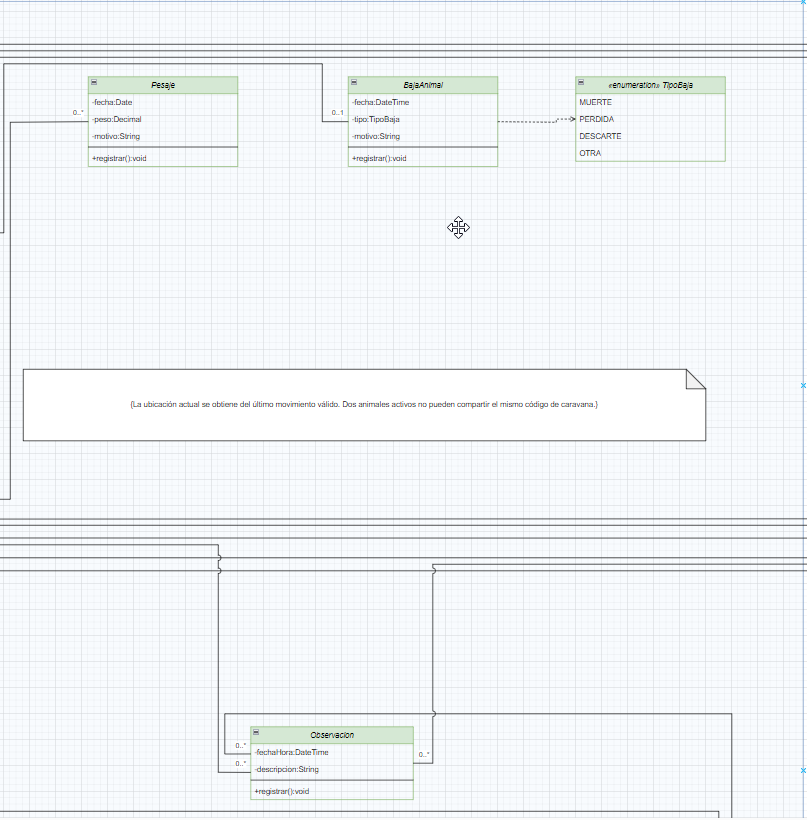 Pesaje
0..*
-fecha:Date
-peso:Decimal
-motivo:String
+registrar():void
BajaAnimal
0..1
-fecha:DateTime
-tipo:TipoBaja
-motivo:String
+registrar():void
«enumeration» TipoBaja
MUERTE
PERDIDA
DESCARTE
OTRA
{La ubicación actual se obtiene del último movimiento válido. Dos animales activos no pueden compartir el mismo código de caravana.}
Observacion
0..*
-fechaHora:DateTime
0..*
0..*
-descripcion:String
+registrar():void